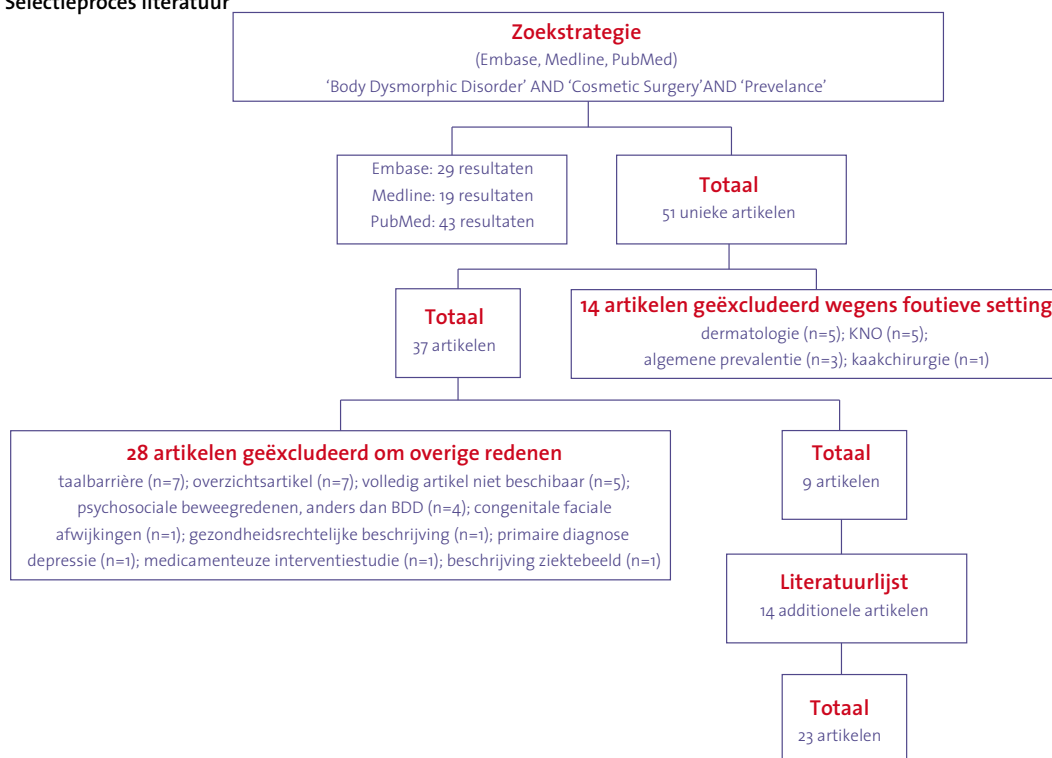 Selectieproces literatuur
Zoekstrategie
(Embase, Medline, PubMed)
‘Body Dysmorphic Disorder’ AND ‘Cosmetic Surgery’AND ‘Prevelance’
Embase: 29 resultaten
Medline: 19 resultaten
PubMed: 43 resultaten
Totaal
51 unieke artikelen
Totaal
37 artikelen
14 artikelen geëxcludeerd wegens foutieve setting
dermatologie (n=5); KNO (n=5);
algemene prevalentie (n=3); kaakchirurgie (n=1)
28 artikelen geëxcludeerd om overige redenen
taalbarrière (n=7); overzichtsartikel (n=7); volledig artikel niet beschibaar (n=5);
psychosociale beweegredenen, anders dan BDD (n=4); congenitale faciale
afwijkingen (n=1); gezondheidsrechtelijke beschrijving (n=1); primaire diagnose
depressie (n=1); medicamenteuze interventiestudie (n=1); beschrijving ziektebeeld (n=1)
Totaal
9 artikelen
Literatuurlijst
14 additionele artikelen
Totaal
23 artikelen